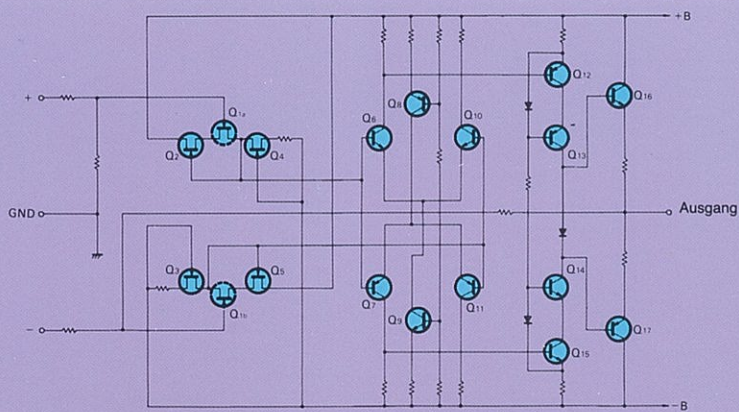 +B
Q12
Q16
Q8
Q1a
+
Q6
Q10
Q2
Q4
Q13
GND
Ausgang
Q3
Q5
Q14
Q1b
Q7
Q11
Q9
-
Q17
Q15
-B